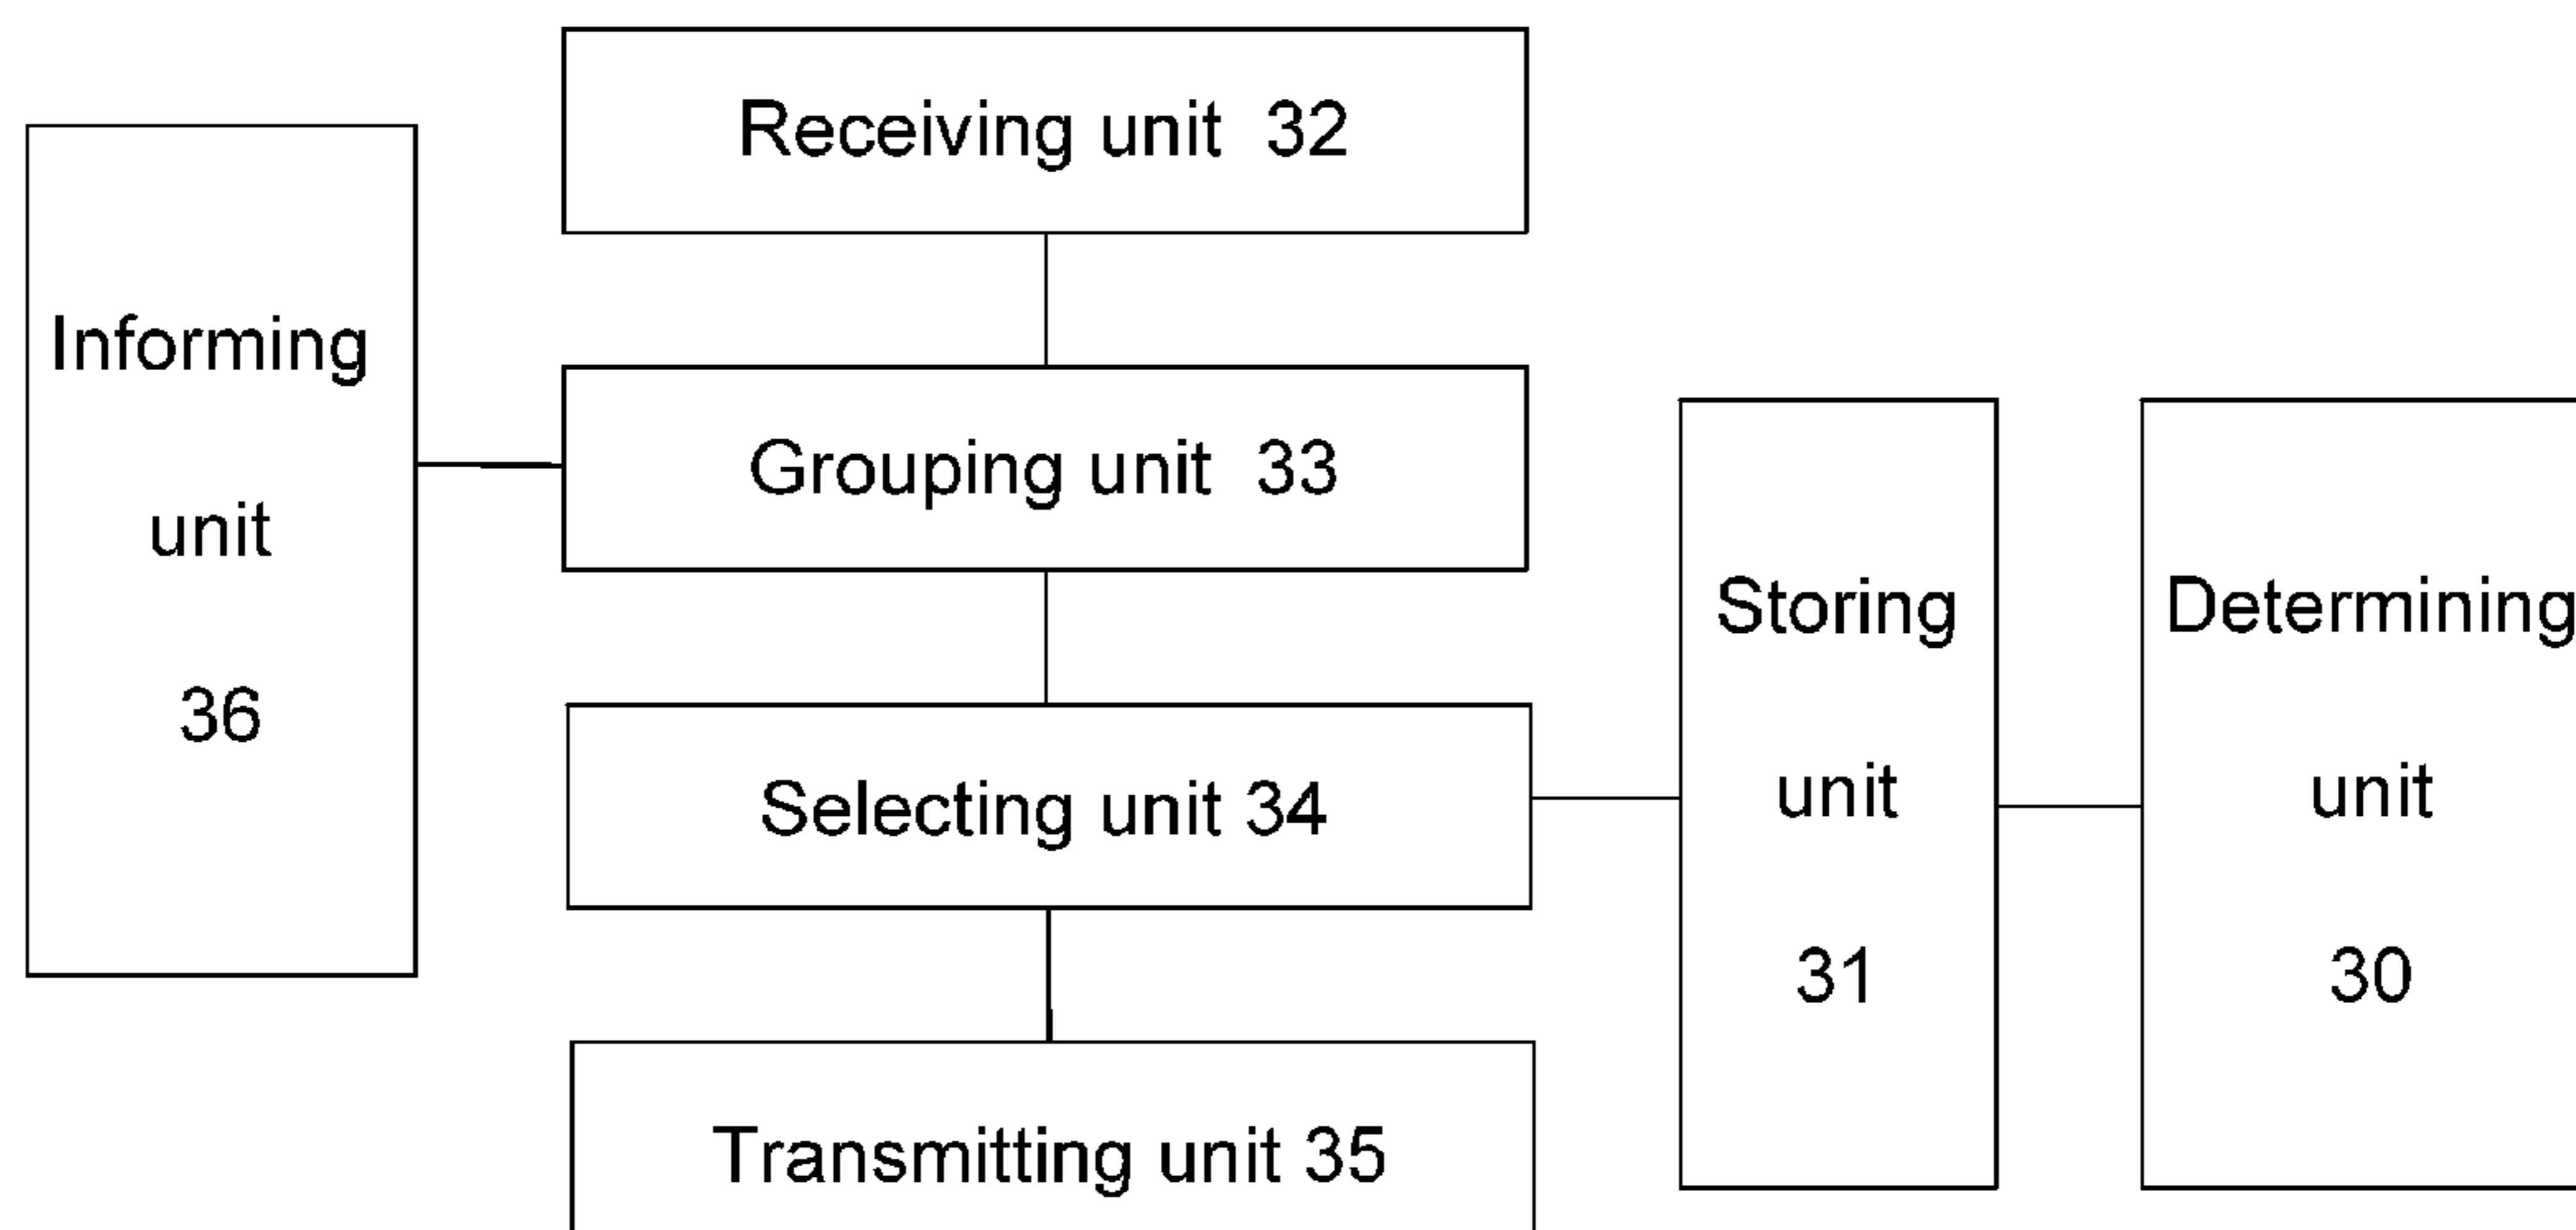 Receiving unit 32
Informing
unit
36
Grouping unit 33
Selecting unit 34
Transmitting unit 35
Storing
unit
31
Determining
unit
30